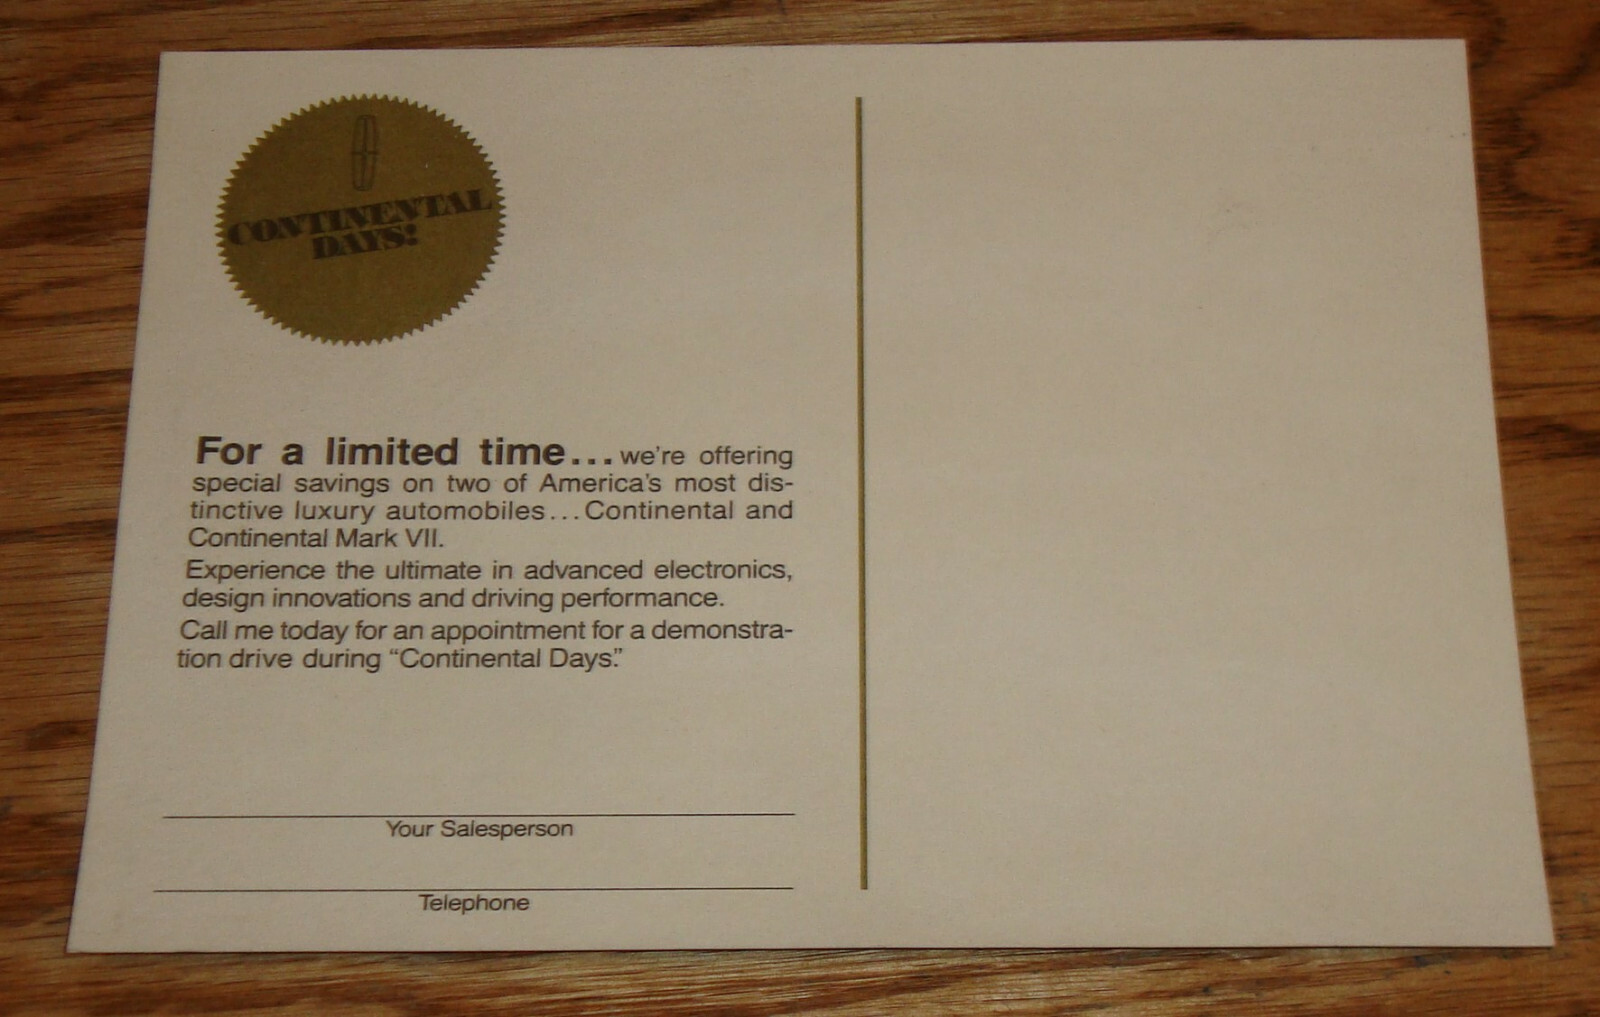 CONTINENTAL
DAYS!
For a limited time...we're offering
special savings on two of America's most dis-
tinctive luxury automobiles...Continental and
Continental Mark VII.
Experience the ultimate in advanced electronics,
design innovations and driving performance.
Call me today for an appointment for a demonstra-
tion drive during “Continental Days.”
Your Salesperson
Telephone